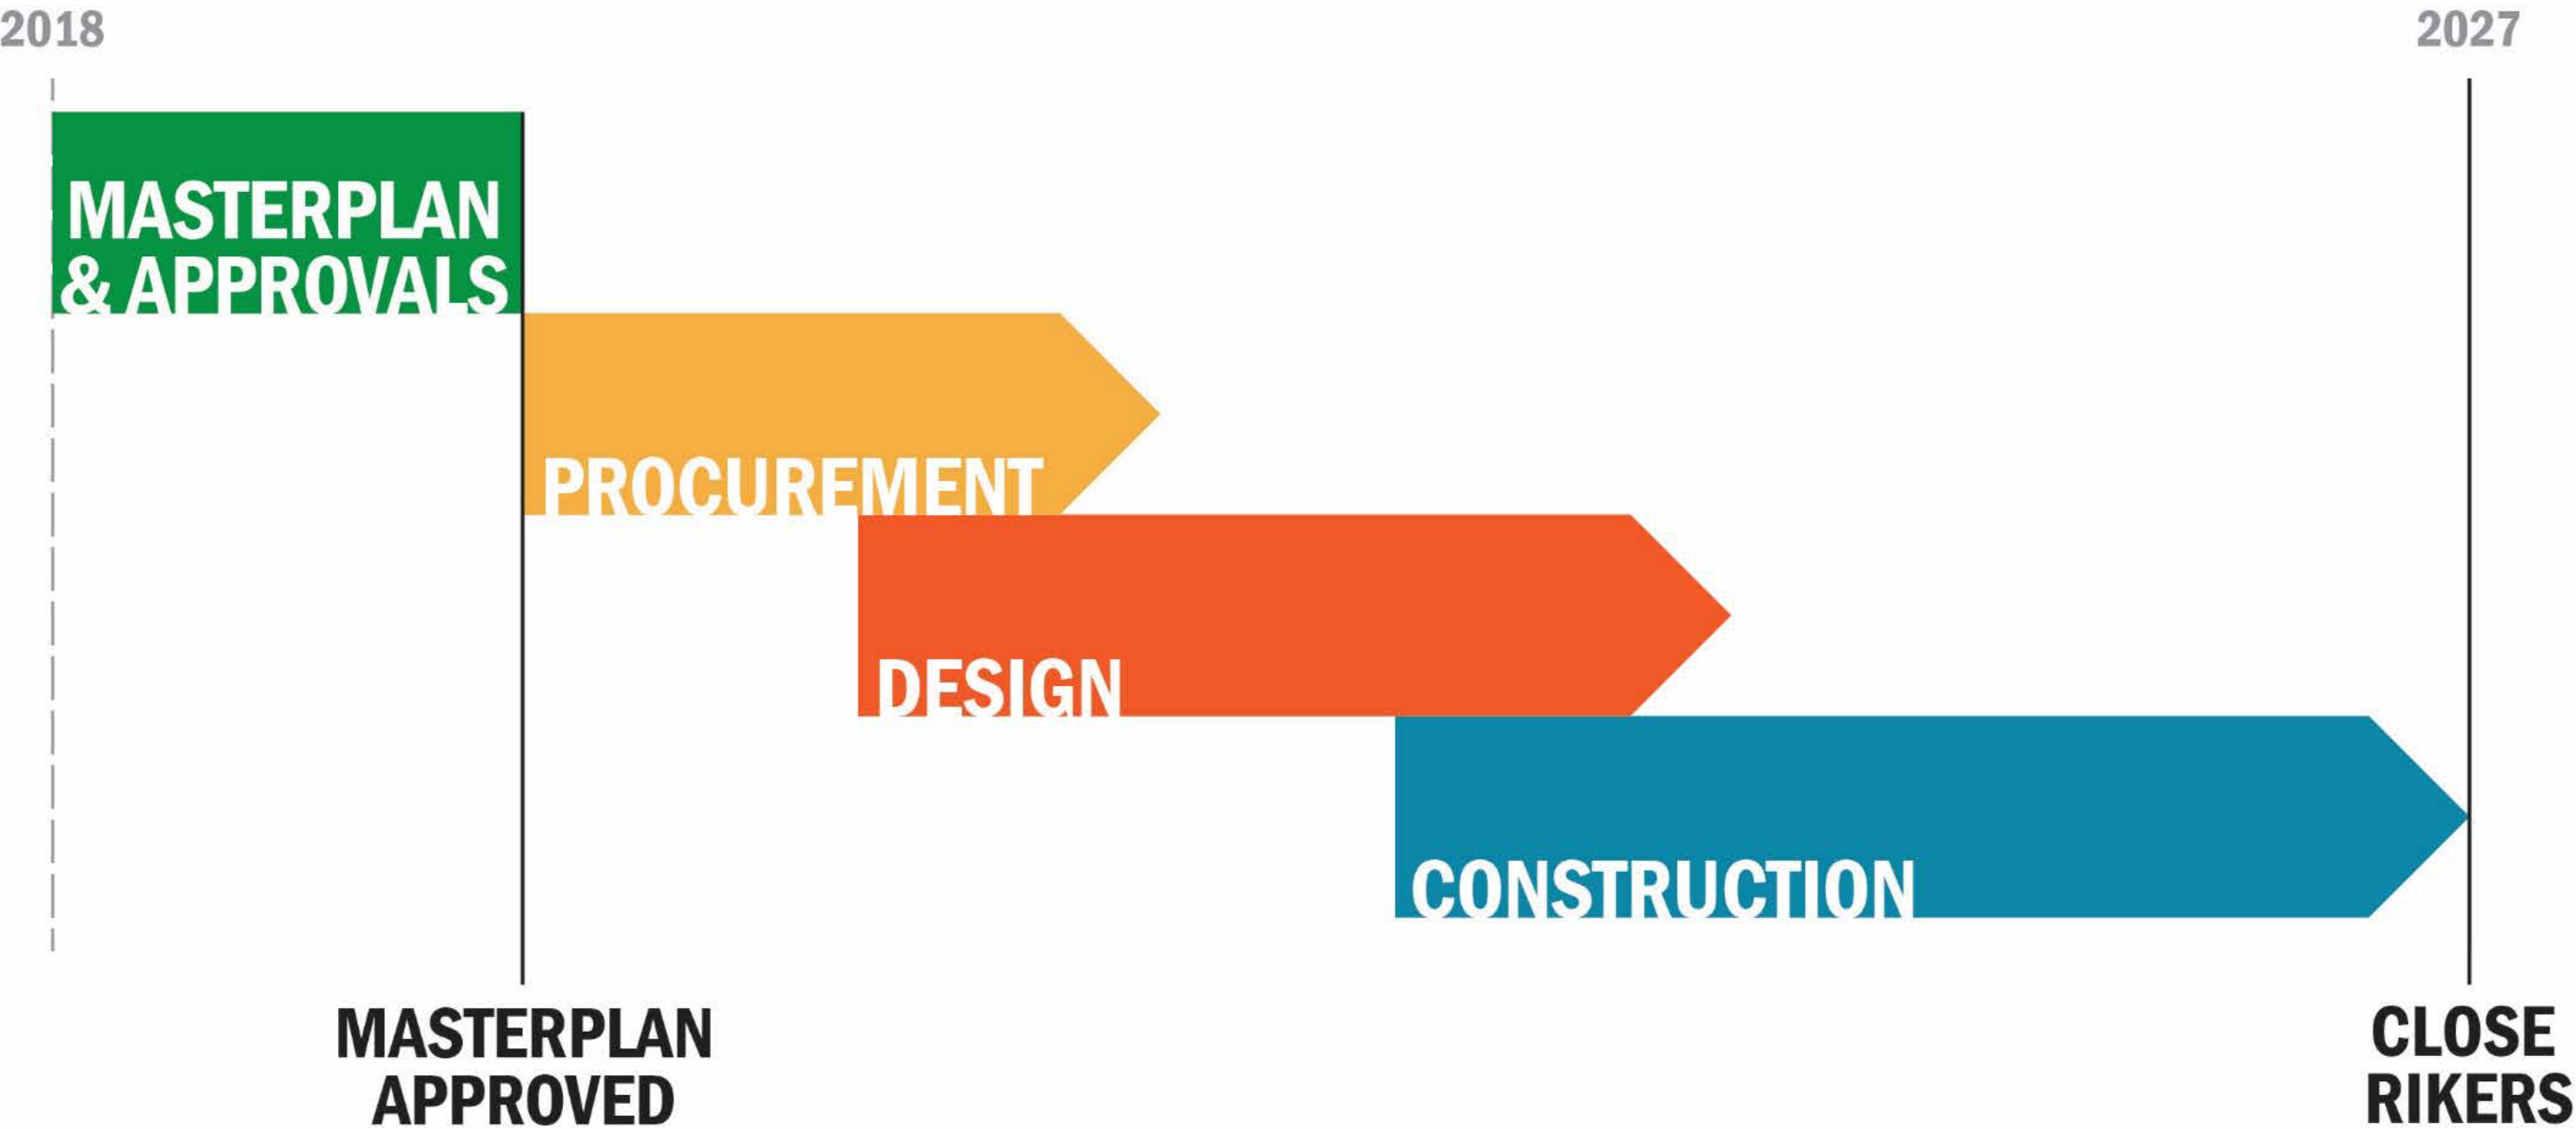 2018
2027
MASTERPLAN
& APPROVALS
PROCUREMENT
DESIGN
CONSTRUCTION
MASTERPLAN
APPROVED
CLOSE
RIKERS